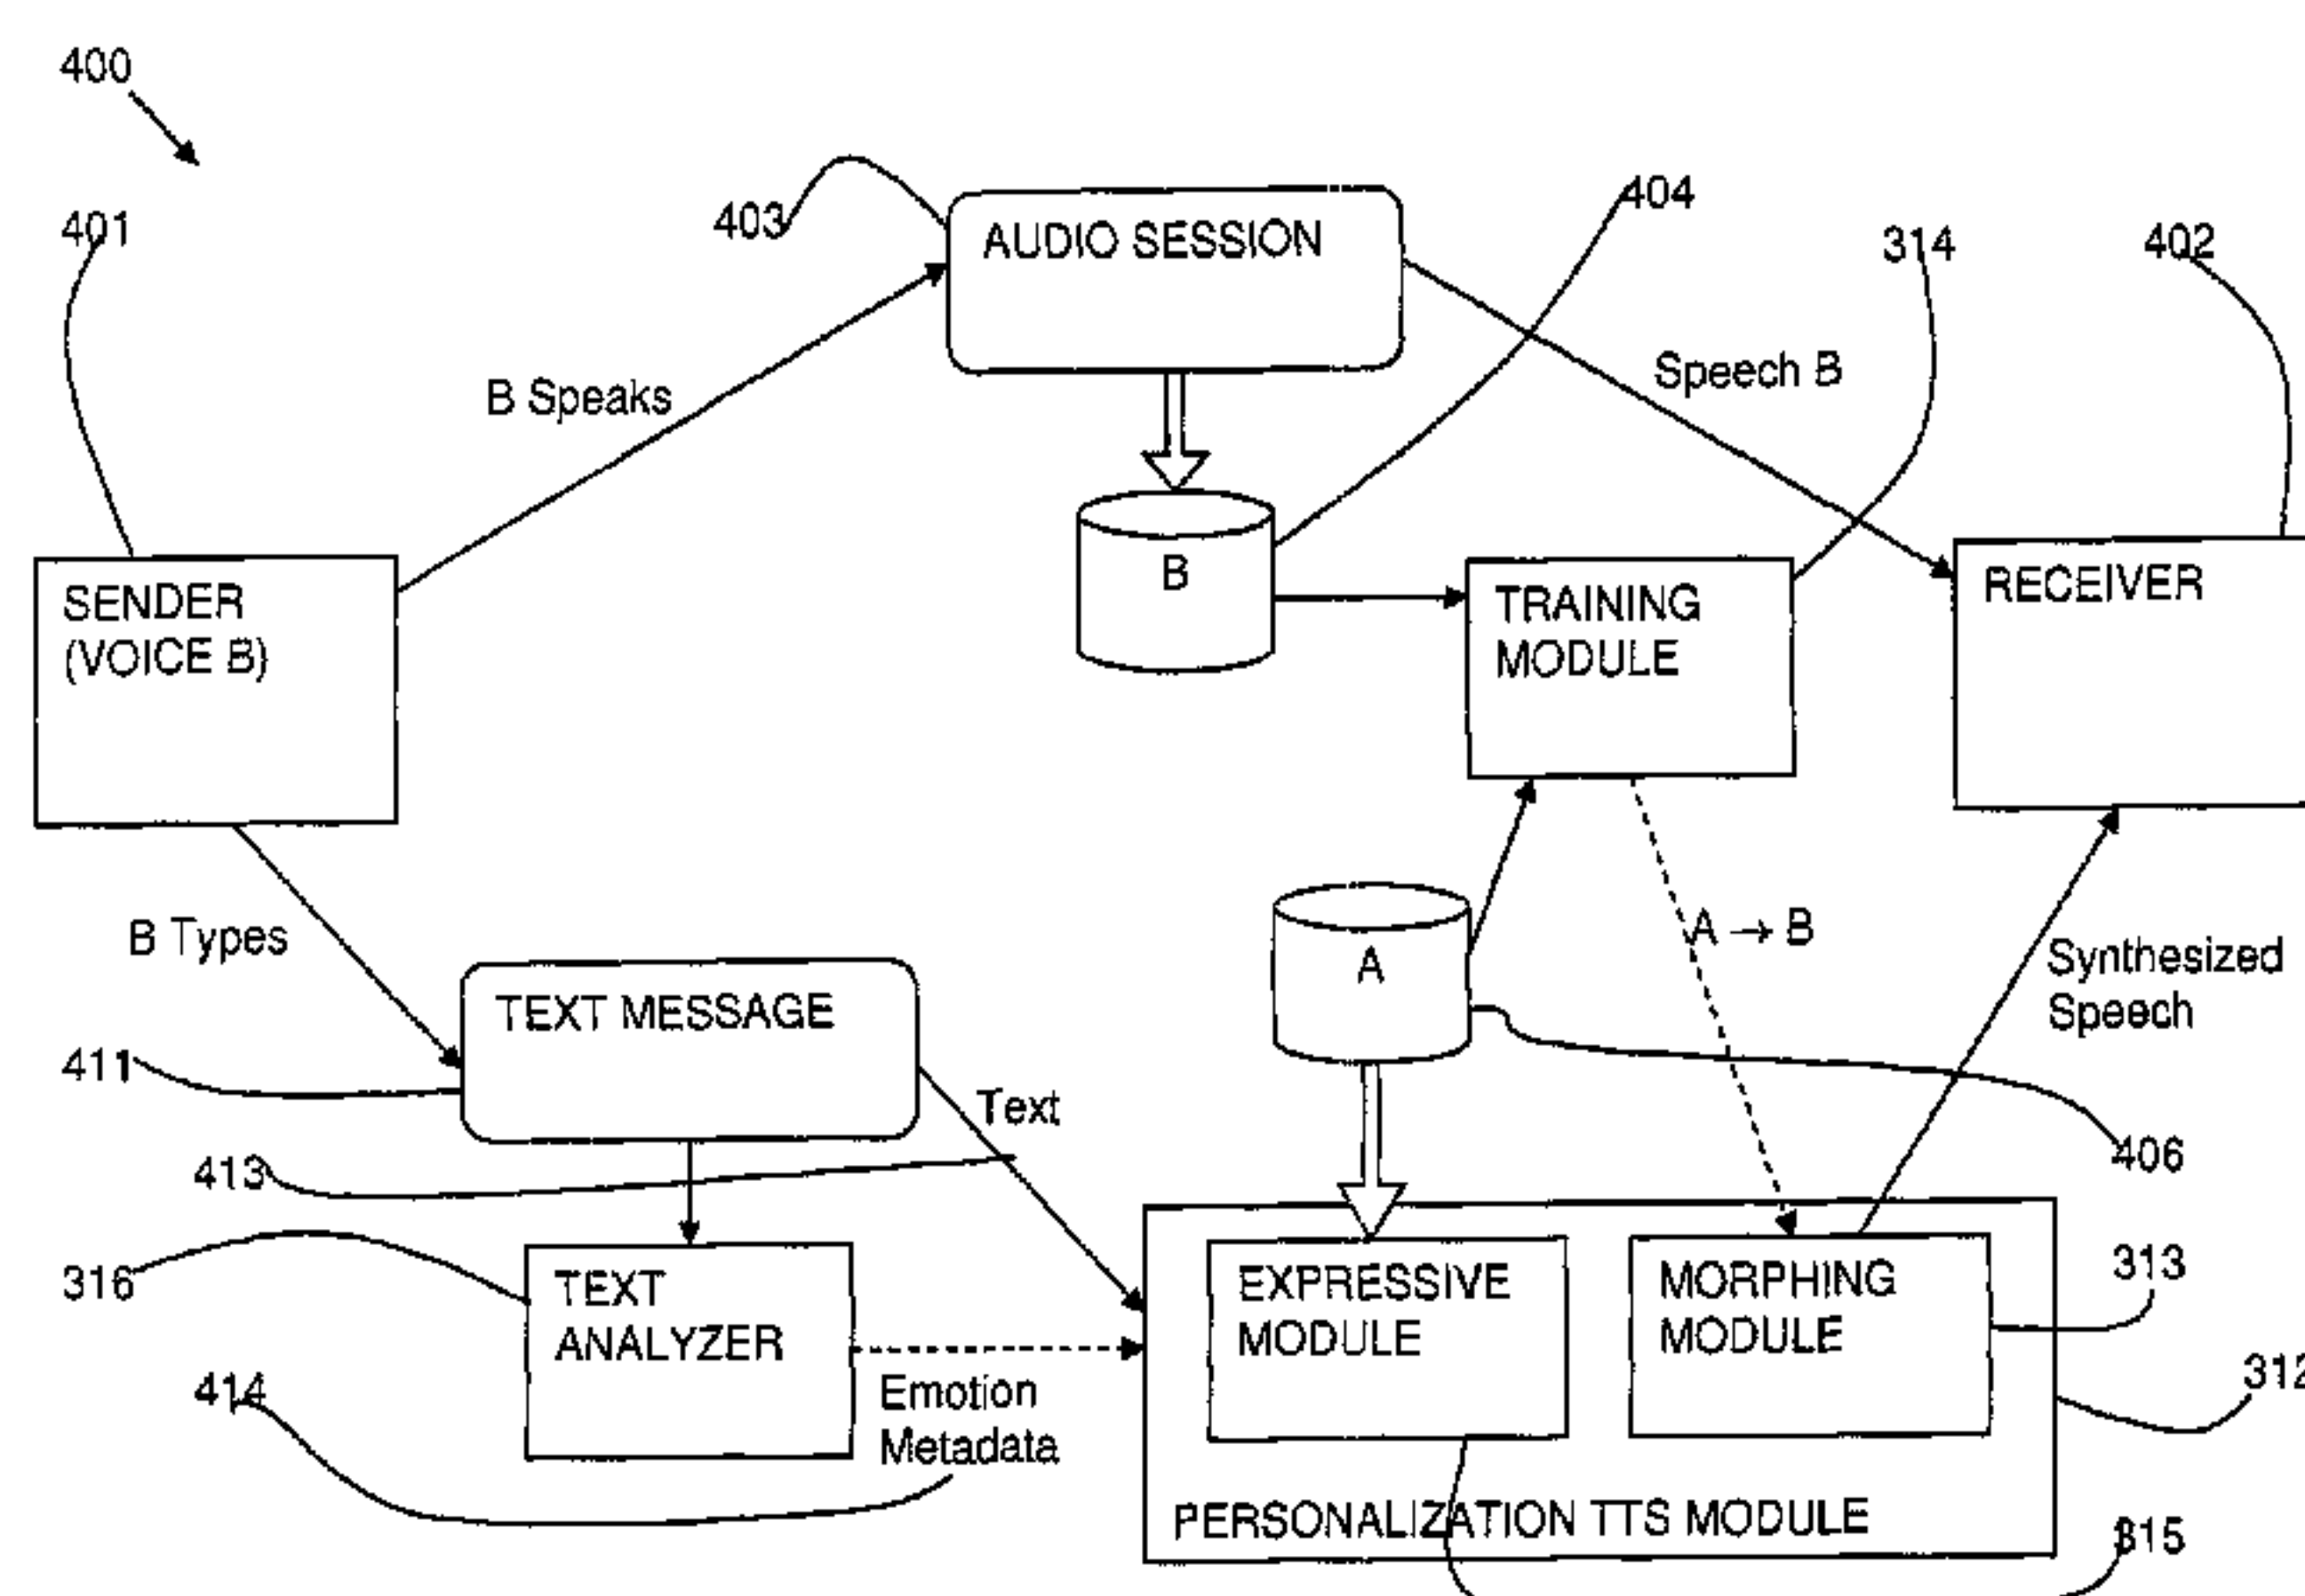 400
401
403
AUDIO SESSION
404
314
402
B Speaks
Speech B
B
SENDER
(VOICE B)
TRAINING
MODULE
RECEIVER
B Types
A
A → B
Synthesized
Speech
TEXT MESSAGE
411
Text
413
406
316
TEXT
ANALYZER
EXPRESSIVE
MODULE
MORPHING
MODULE
313
312
414
Emotion
Metadata
PERSONALIZATION TTS MODULE
315